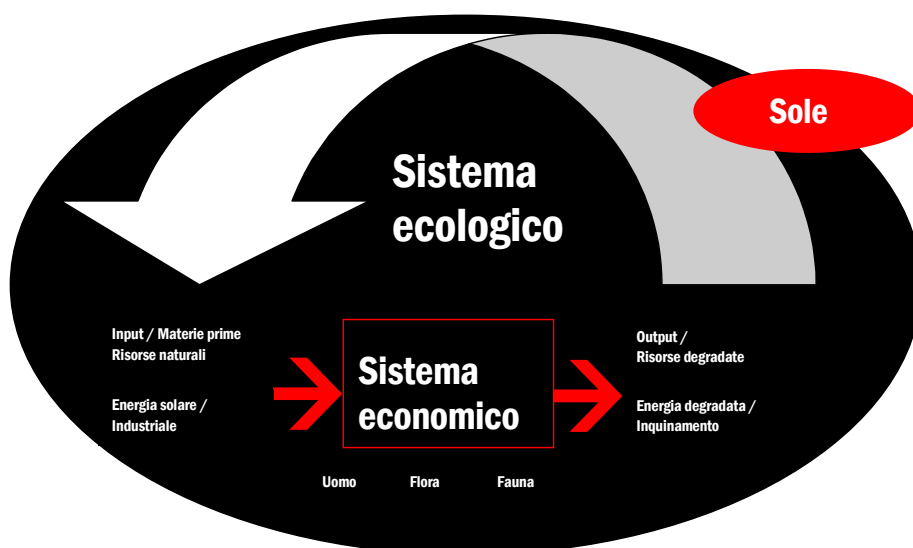 Sole
Sistema
ecologico
Input / Materie prime
Risorse naturali
Energia solare /
Industriale
Sistema
economico
Output /
Risorse degradate
Energia degradata /
Inquinamento
Uomo Flora Fauna